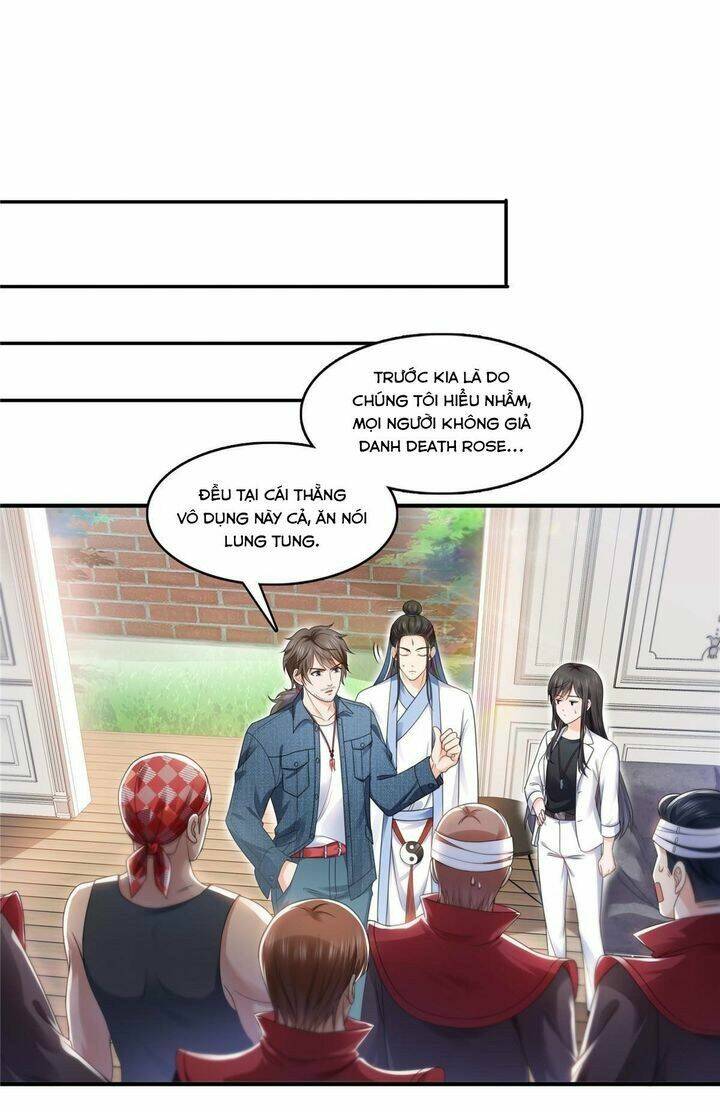 TRƯỚC KIA LÀ DO
CHÚNG TÔI HIỂU NHẦM,
MỌI NGƯỜI KHÔNG GIẢ
DANH DEATH ROSE...
ĐỀU TẠI CÁI THẰNG
VÔ DỤNG NÀY CẢ, ĂN NÓI
LUNG TUNG.